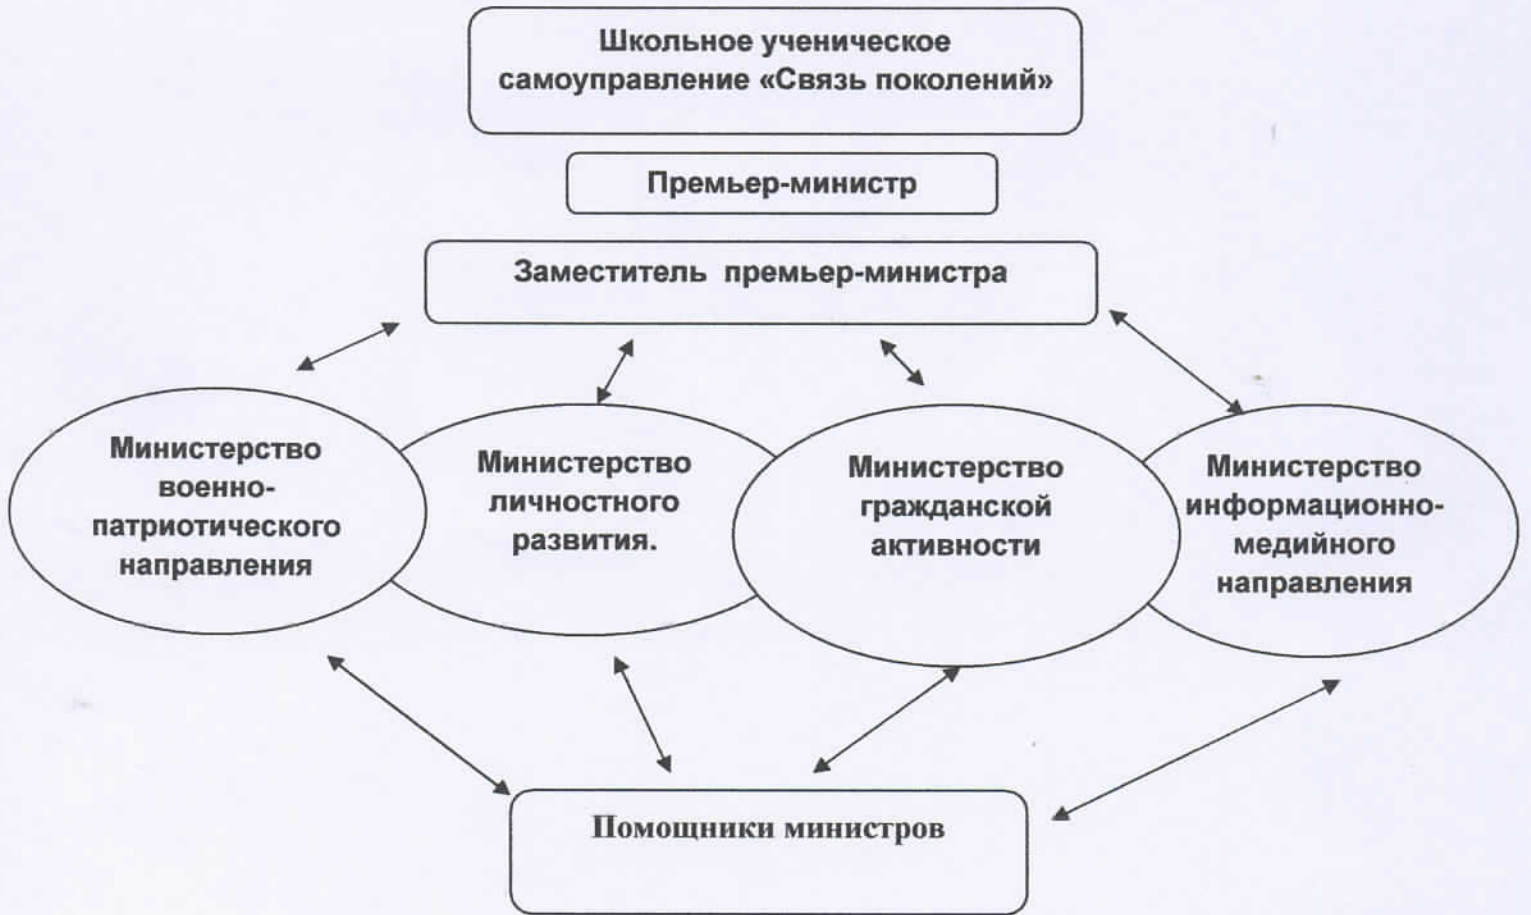 Школьное ученическое
самоуправление «Связь поколений»
Премьер-министр
Заместитель премьер-министра
Министерство
военно-
патриотического
направления
Министерство
личностного
развития.
Министерство
гражданской
активности
Министерство
информационно-
медийного
направления
Помощники министров